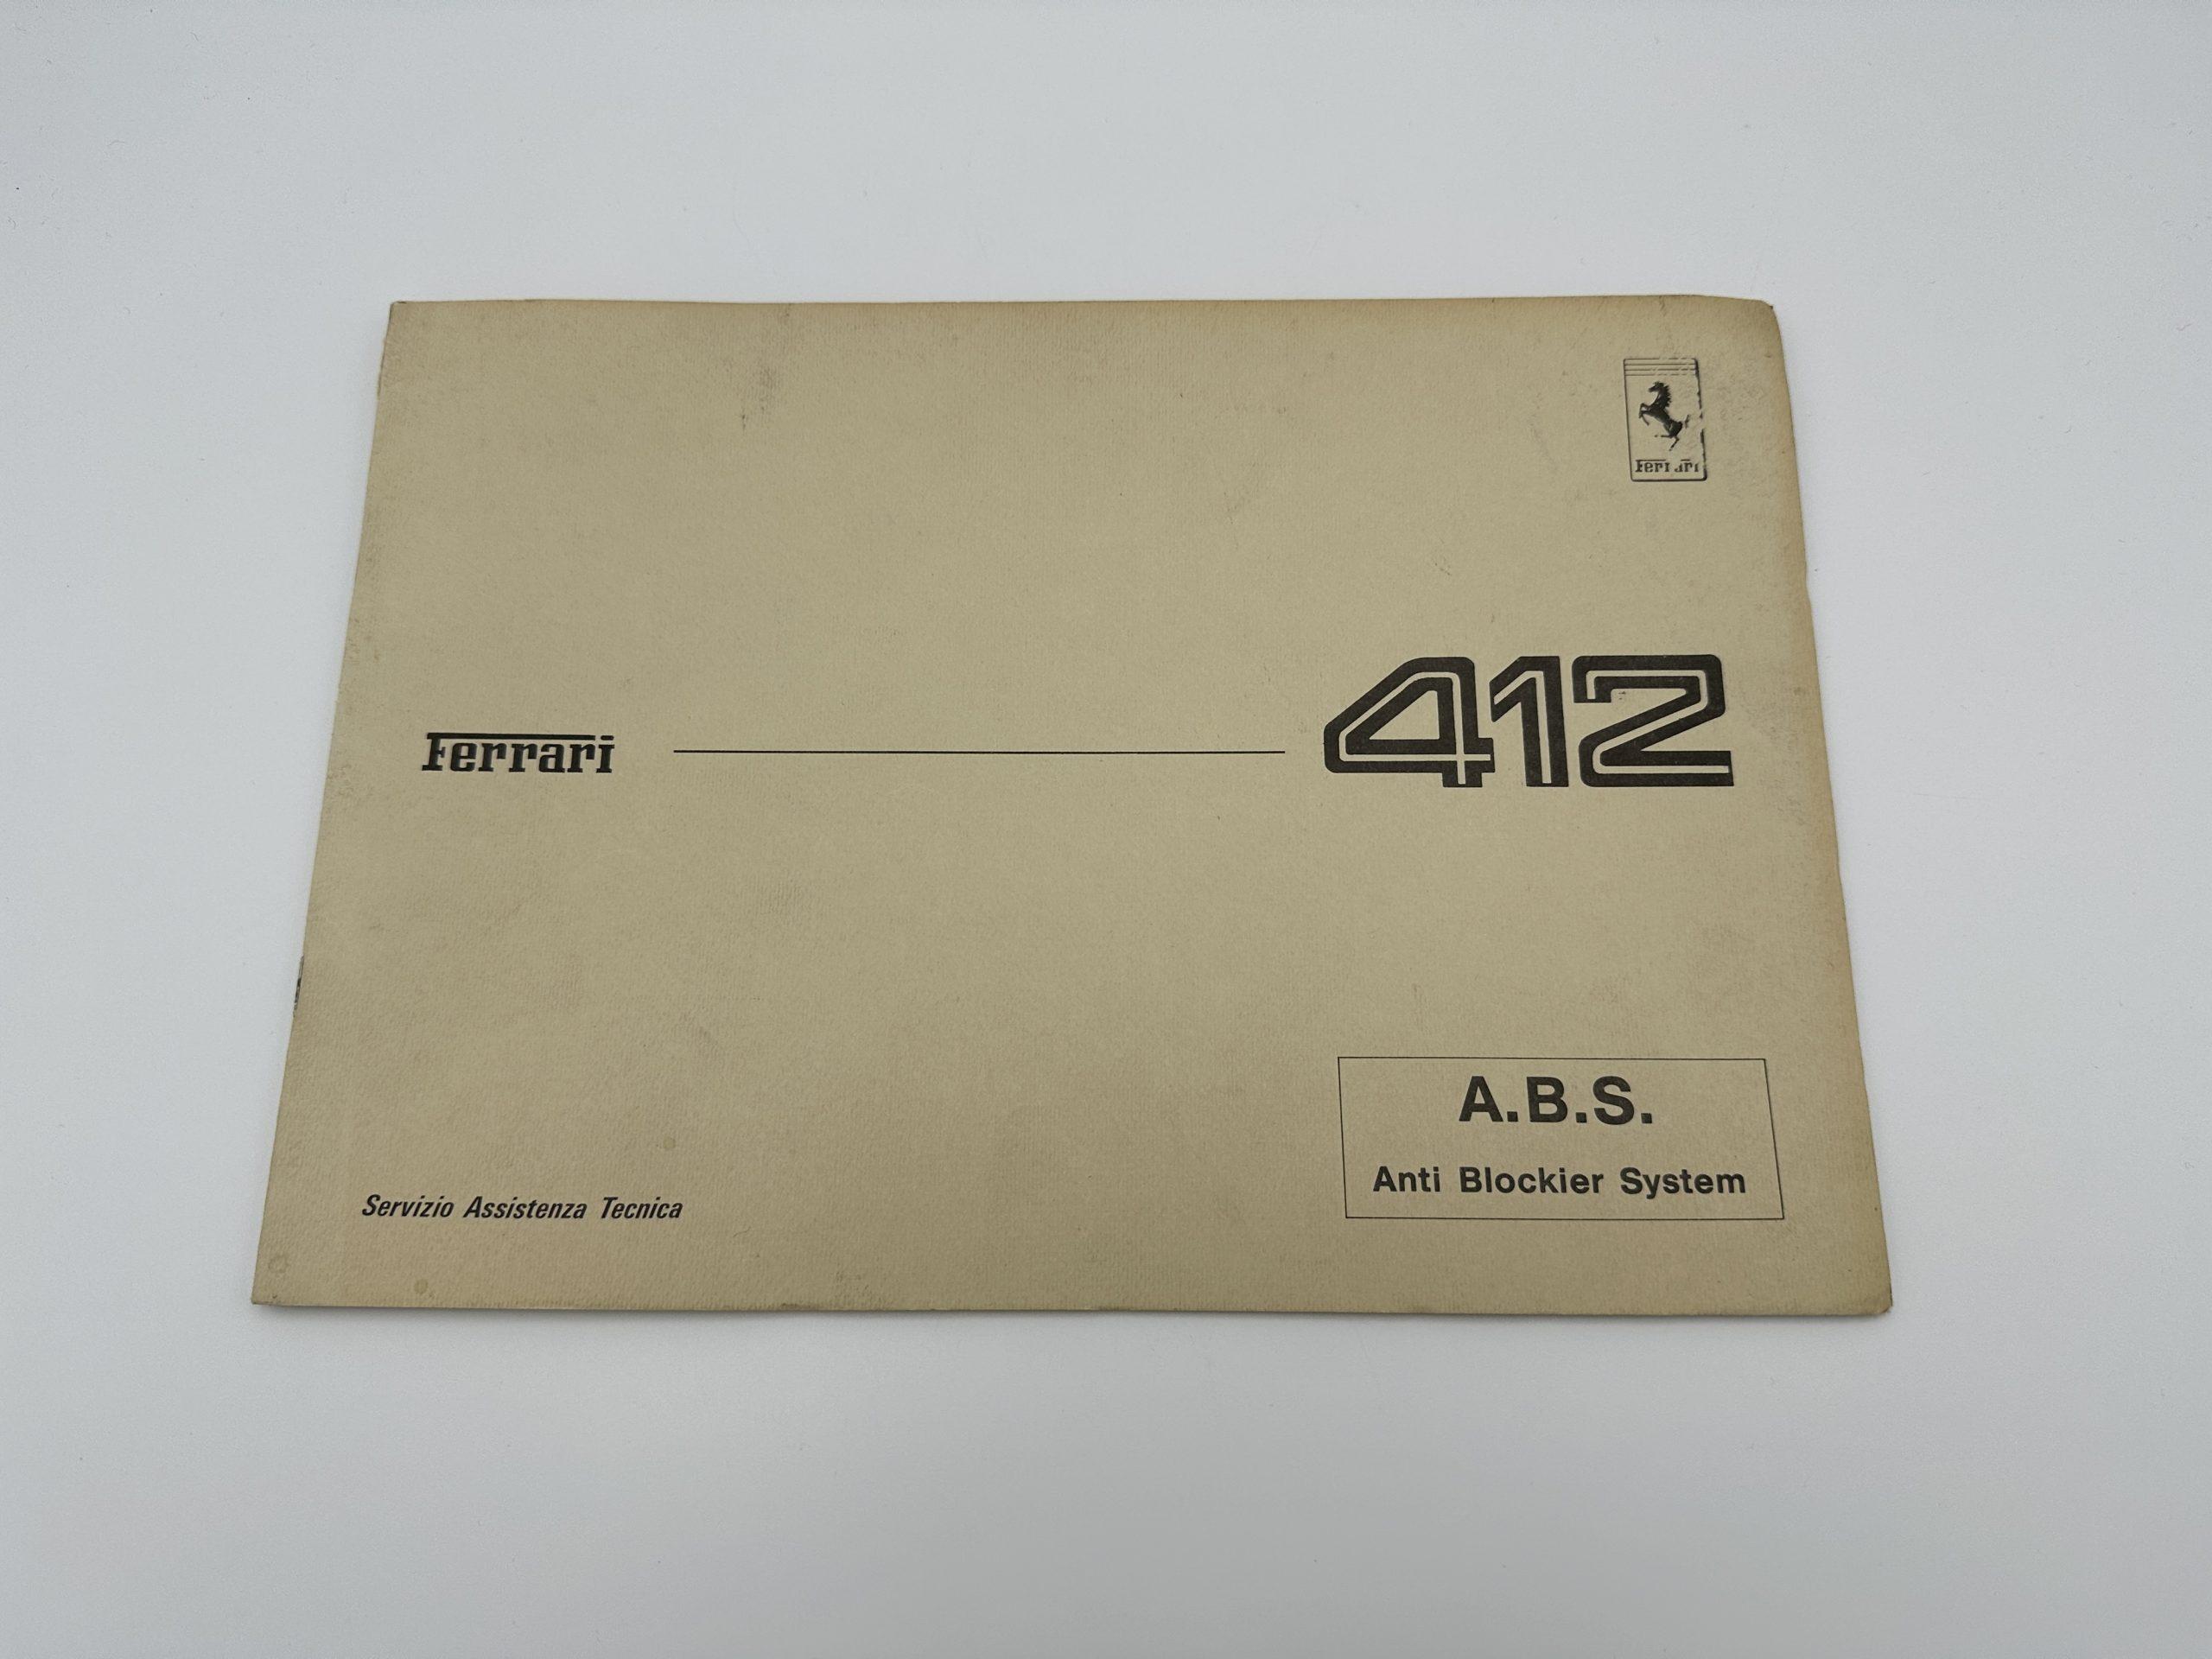 Ferrari
Ferrari 412
A.B.S.
Anti Blockier System
Servizio Assistenza Tecnica